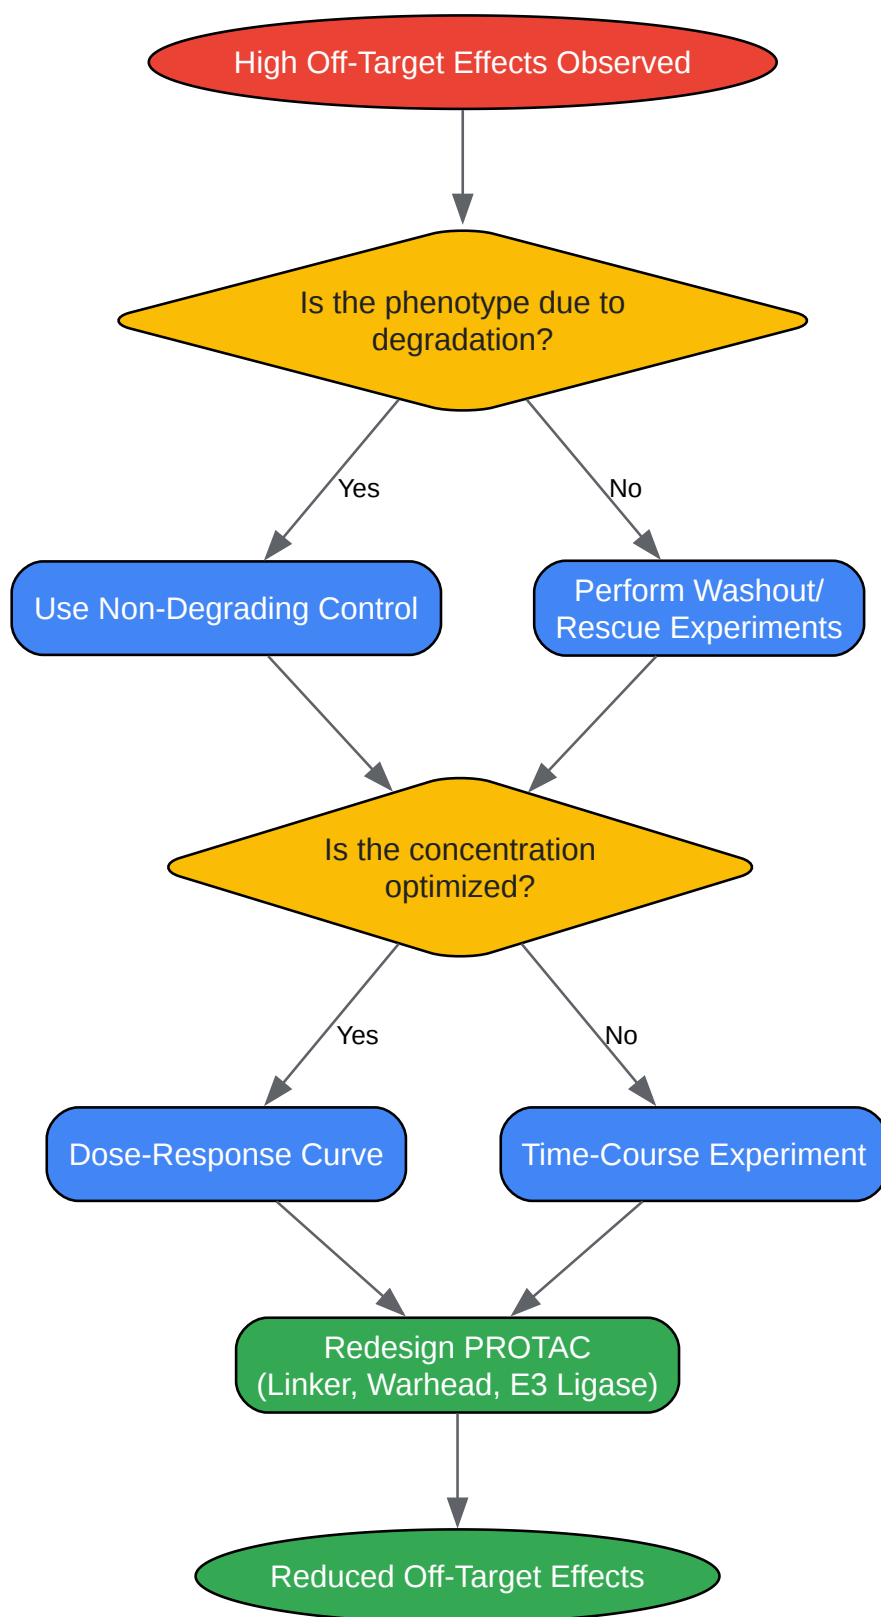 High Off-Target Effects Observed
Is the phenotype due to
degradation?
Yes
No
Use Non-Degrading Control
Perform Washout/
Rescue Experiments
Is the concentration
optimized?
Yes
No
Dose-Response Curve
Time-Course Experiment
Redesign PROTAC
(Linker, Warhead, E3 Ligase)
Reduced Off-Target Effects